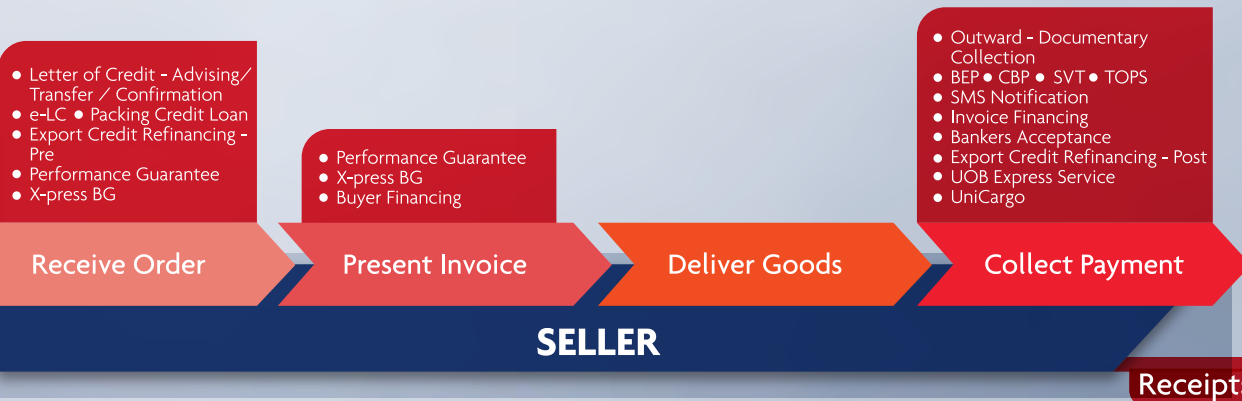 ● Letter of Credit - Advising/
Transfer / Confirmation
● e-LC ● Packing Credit Loan
● Export Credit Refinancing -
Pre
● Performance Guarantee
● X-press BG
● Performance Guarantee
● X-press BG
● Buyer Financing
● Outward - Documentary
Collection
● BEP ● CBP ● SVT ● TOPS
● SMS Notification
● Invoice Financing
● Bankers Acceptance
● Export Credit Refinancing - Post
● UOB Express Service
● UniCargo
Receive Order
Present Invoice
Deliver Goods
Collect Payment
SELLER
Receipts